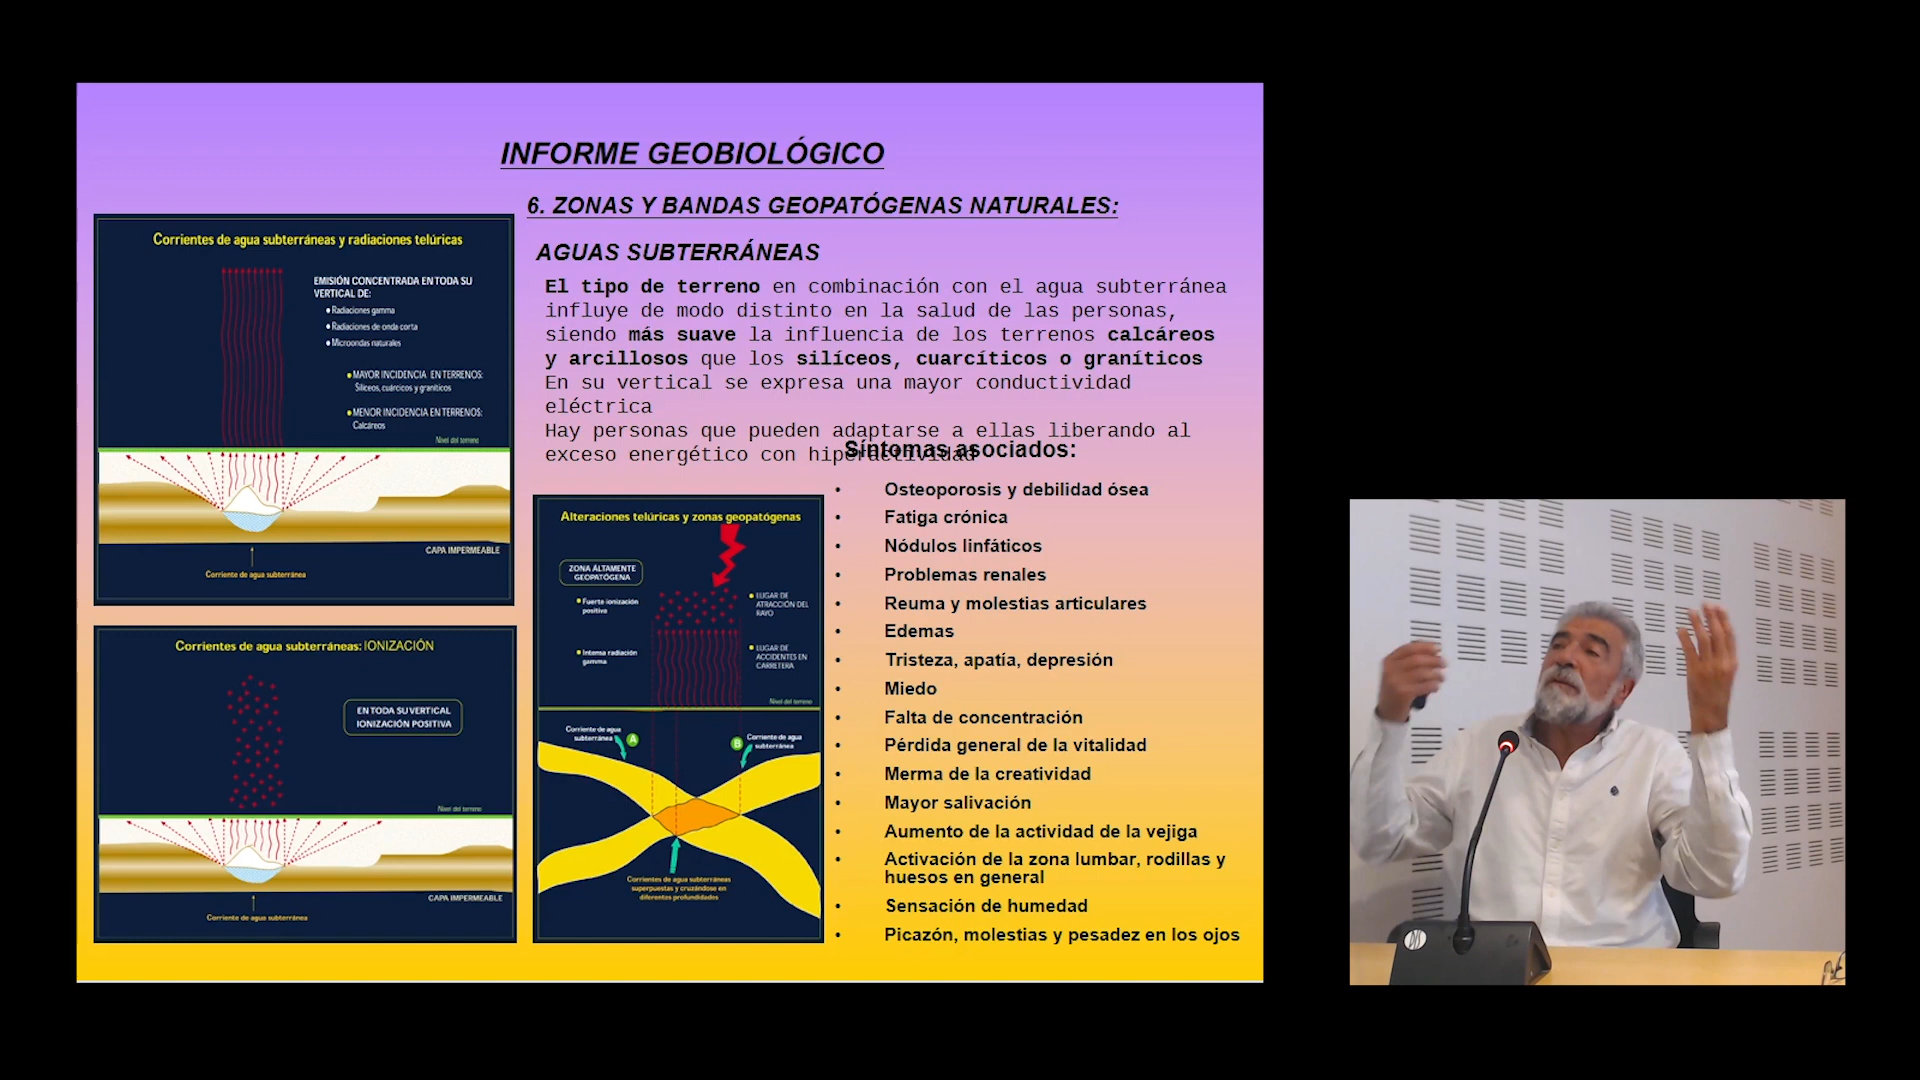 INFORME GEOBIOLÓGICO
6. ZONAS Y BANDAS GEOPATÓGENAS NATURALES:
AGUAS SUBTERRÁNEAS
El tipo de terreno en combinación con el agua subterránea
influye de modo distinto en la salud de las personas,
siendo más suave la influencia de los terrenos calcáreos
y arcillosos que los silíceos, cuarcíticos o graníticos
En su vertical se expresa una mayor conductividad
eléctrica
Hay personas que pueden adaptarse a ellas liberando al
exceso energético con hiperactividad
Corrientes de agua subterráneas y radiaciones telúricas
EMISIÓN CONCENTRADA EN TODA SU
VERTICAL DE:
• Radiaciones gamma
• Radiaciones de onda corta
• Microondas naturales
• MAYOR INCIDENCIA EN TERRENOS:
Silíceos, cuárcicos y graníticos
• MENOR INCIDENCIA EN TERRENOS:
Calcáreos
Nivel del terreno
CAPA IMPERMEABLE
Corriente de agua subterránea
Corrientes de agua subterráneas: IONIZACIÓN
EN TODA SU VERTICAL
IONIZACIÓN POSITIVA
Nivel del terreno
CAPA IMPERMEABLE
Corriente de agua subterránea
Alteraciones telúricas y zonas geopatógenas
ZONA ÁLTAMENTE
GEOPATÓGENA
• Fuerte ionización
positiva
• Intensa radiación
gamma
• LUGAR DE
ATRACCIÓN DEL
RAYO
• LUGAR DE
ACCIDENTES EN
CARRETERA
Nivel del terreno
Corriente de agua
subterránea
A
B
Corriente de agua
subterránea
Corrientes de agua subterráneas
superpuestas y cruzándose en
diferentes profundidades
Síntomas asociados:
• Osteoporosis y debilidad ósea
• Fatiga crónica
• Nódulos linfáticos
• Problemas renales
• Reuma y molestias articulares
• Edemas
• Tristeza, apatía, depresión
• Miedo
• Falta de concentración
• Pérdida general de la vitalidad
• Merma de la creatividad
• Mayor salivación
• Aumento de la actividad de la vejiga
• Activación de la zona lumbar, rodillas y
huesos en general
• Sensación de humedad
• Picazón, molestias y pesadez en los ojos